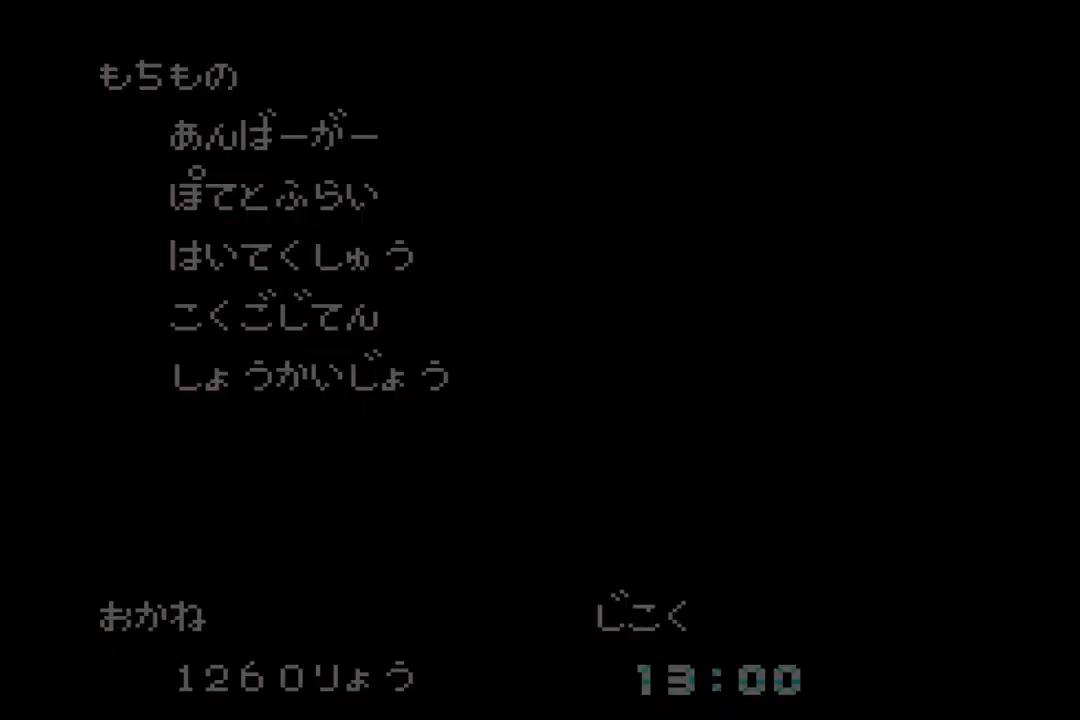 もちもの
あんばーがー
ぽてとふらい
はいてくしゅう
こくごじてん
しょうかいじょう
おかね
じこく
1260りょう
13:00